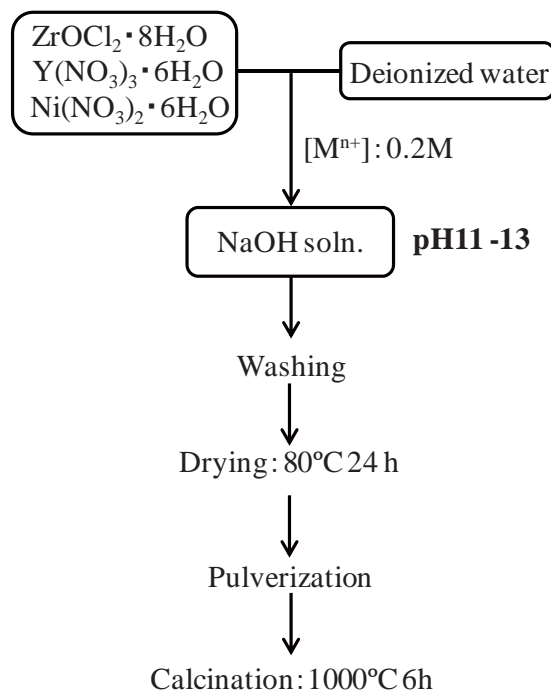 ZrOCl₂・8H₂O
Y(NO₃)₃・6H₂O
Ni(NO₃)₂・6H₂O
Deionized water
[Mⁿ⁺]:0.2M
NaOH soln.
pH11-13
Washing
Drying:80ºC 24 h
Pulverization
Calcination:1000ºC 6h